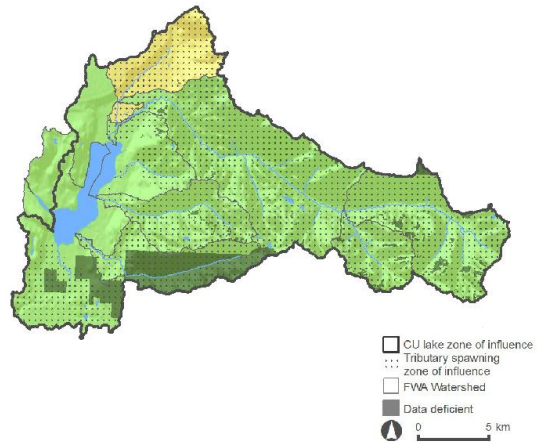 CU lake zone of influence
Tributary spawning
zone of influence
FWA Watershed
Data deficient
0 5 km